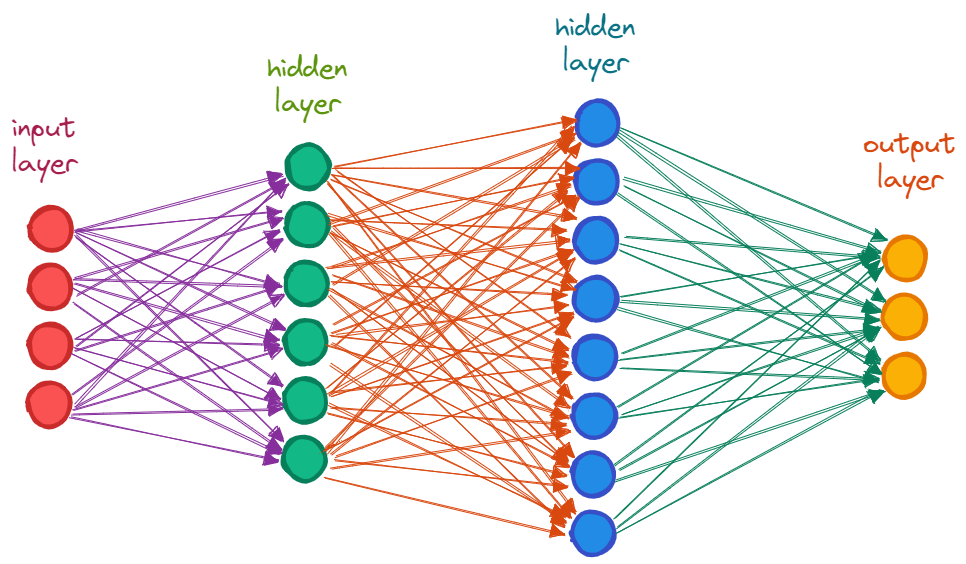 input
layer
hidden
layer
hidden
layer
output
layer